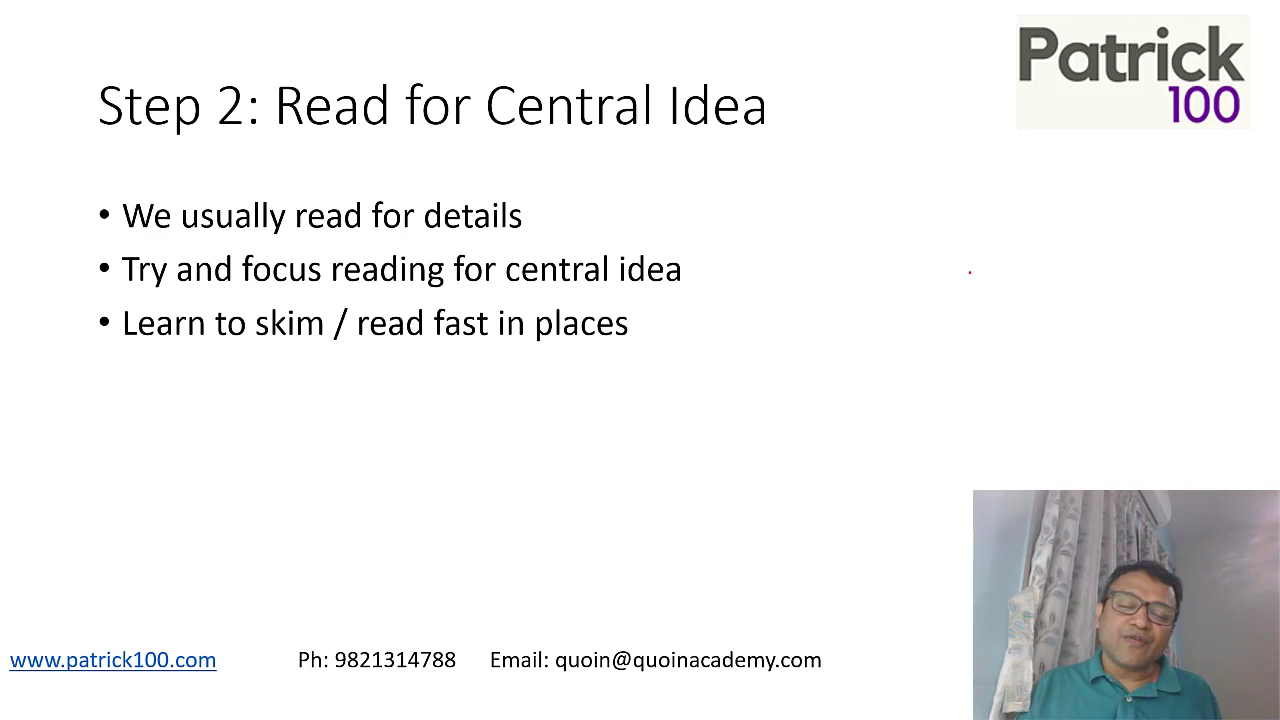 Patrick
100
Step 2: Read for Central Idea
• We usually read for details
• Try and focus reading for central idea
• Learn to skim / read fast in places
www.patrick100.com Ph: 9821314788 Email: quoin@quoinacademy.com